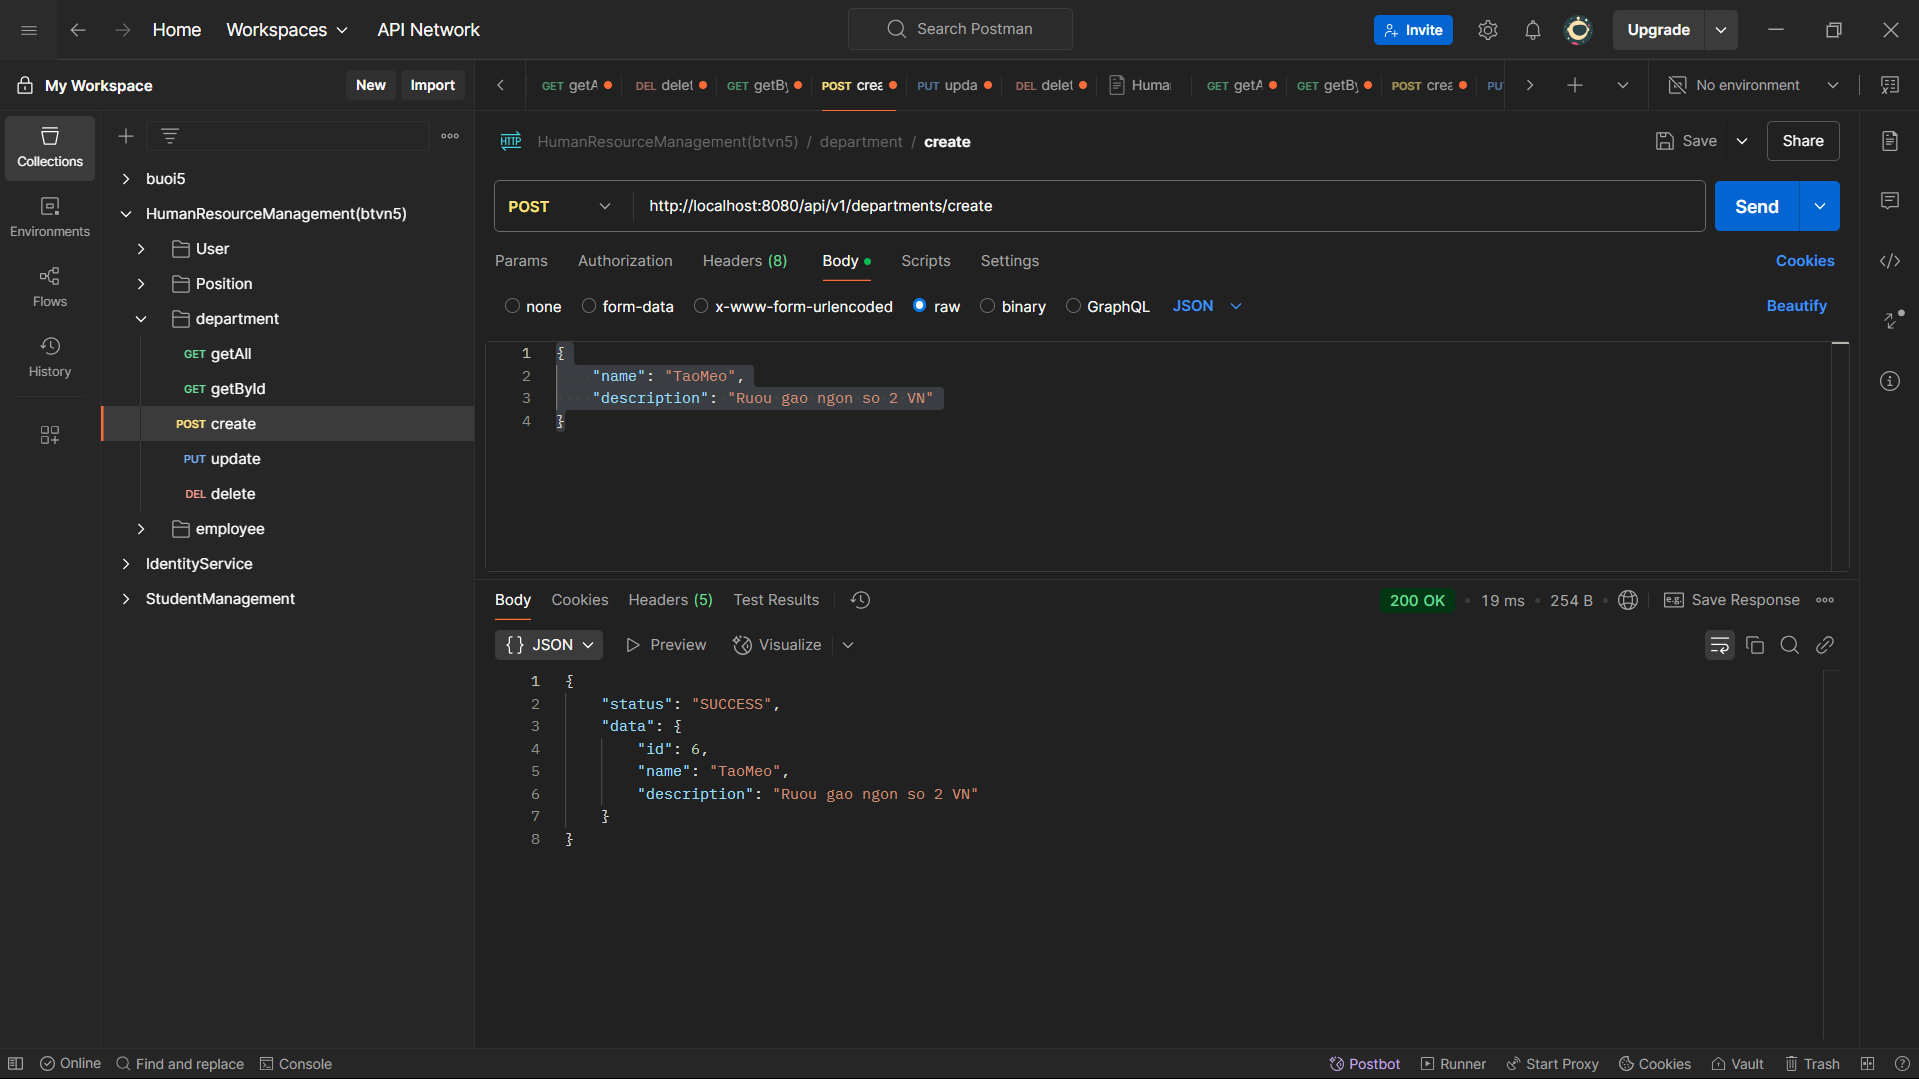 Home Workspaces API Network Search Postman Invite Upgrade
My Workspace New Import GET getA DEL delet GET getBy POST crea PUT upda DEL delet Huma GET getA GET getBy POST crea PU No environment
Collections
Environments
Flows
History
buoi5
HumanResourceManagement(btvn5)
User
Position
department
GET getAll
GET getById
POST create
PUT update
DEL delete
employee
IdentityService
StudentManagement
HTTP HumanResourceManagement(btvn5) / department / create Save Share
POST http://localhost:8080/api/v1/departments/create Send
Params Authorization Headers (8) Body Scripts Settings Cookies
none form-data x-www-form-urlencoded raw binary GraphQL JSON Beautify
1 {
2 "name": "TaoMeo",
3 "description": "Ruou gao ngon so 2 VN"
4 }
Body Cookies Headers (5) Test Results 200 OK • 19 ms • 254 B • e.g. Save Response
{} JSON Preview Visualize
1 {
2 "status": "SUCCESS",
3 "data": {
4 "id": 6,
5 "name": "TaoMeo",
6 "description": "Ruou gao ngon so 2 VN"
7 }
8 }
Online Find and replace Console Postbot Runner Start Proxy Cookies Vault Trash